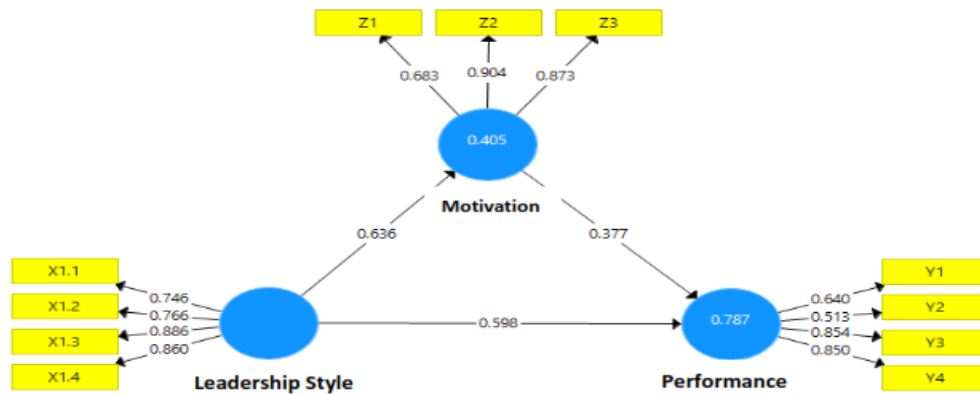 Z1 Z2 Z3
0.683 0.904 0.873
0.405
Motivation
0.636 0.377
X1.1
X1.2
X1.3
X1.4
0.746
0.766
0.886
0.860
Leadership Style
0.598
0.787
Performance
0.640
0.513
0.854
0.850
Y1
Y2
Y3
Y4